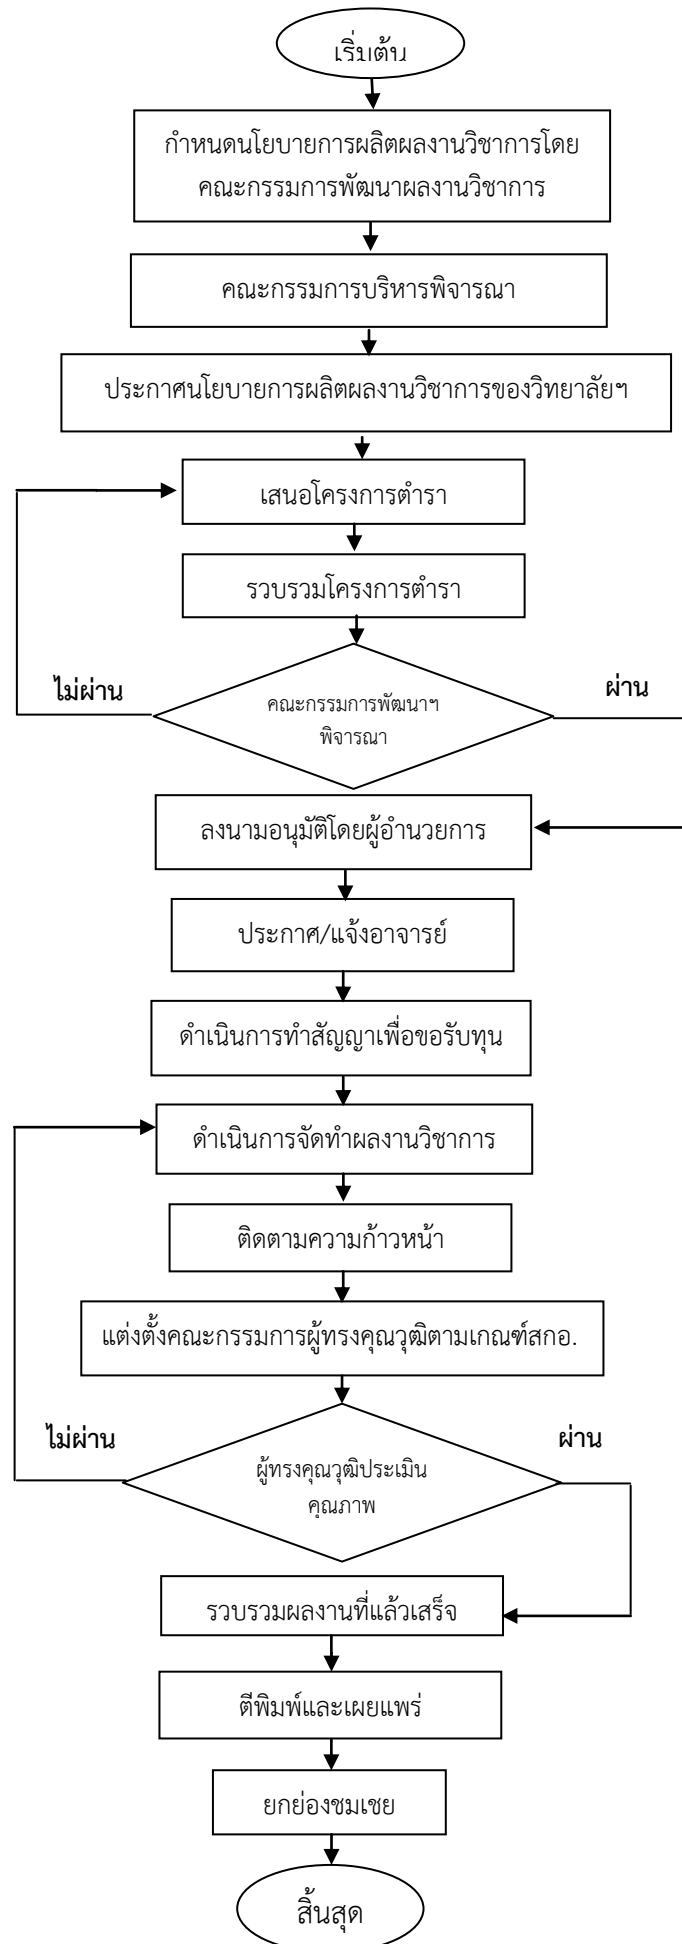 เริ่มต้น
กำหนดนโยบายการผลิตผลงานวิชาการโดย
คณะกรรมการพัฒนาผลงานวิชาการ
คณะกรรมการบริหารพิจารณา
ประกาศนโยบายการผลิตผลงานวิชาการของวิทยาลัยฯ
เสนอโครงการตำรา
รวบรวมโครงการตำรา
ไม่ผ่าน
ผ่าน
คณะกรรมการพัฒนาฯ
พิจารณา
ลงนามอนุมัติโดยผู้อำนวยการ
ประกาศ/แจ้งอาจารย์
ดำเนินการทำสัญญาเพื่อขอรับทุน
ดำเนินการจัดทำผลงานวิชาการ
ติดตามความก้าวหน้า
แต่งตั้งคณะกรรมการผู้ทรงคุณวุฒิตามเกณฑ์สกอ.
ไม่ผ่าน
ผ่าน
ผู้ทรงคุณวุฒิประเมิน
คุณภาพ
รวบรวมผลงานที่แล้วเสร็จ
ตีพิมพ์และเผยแพร่
ยกย่องชมเชย
สิ้นสุด